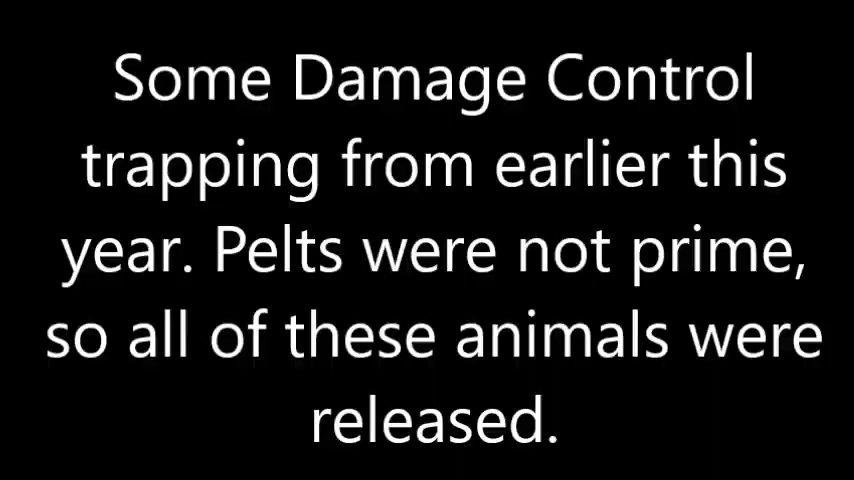 Some Damage Control
trapping from earlier this
year. Pelts were not prime,
so all of these animals were
released.